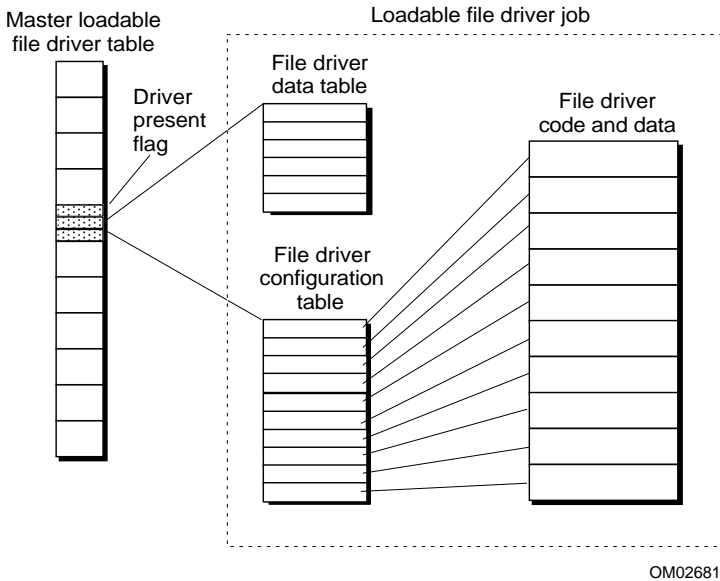 Master loadable
file driver table
Loadable file driver job
Driver
present
flag
File driver
data table
File driver
code and data
File driver
configuration
table
OM02681